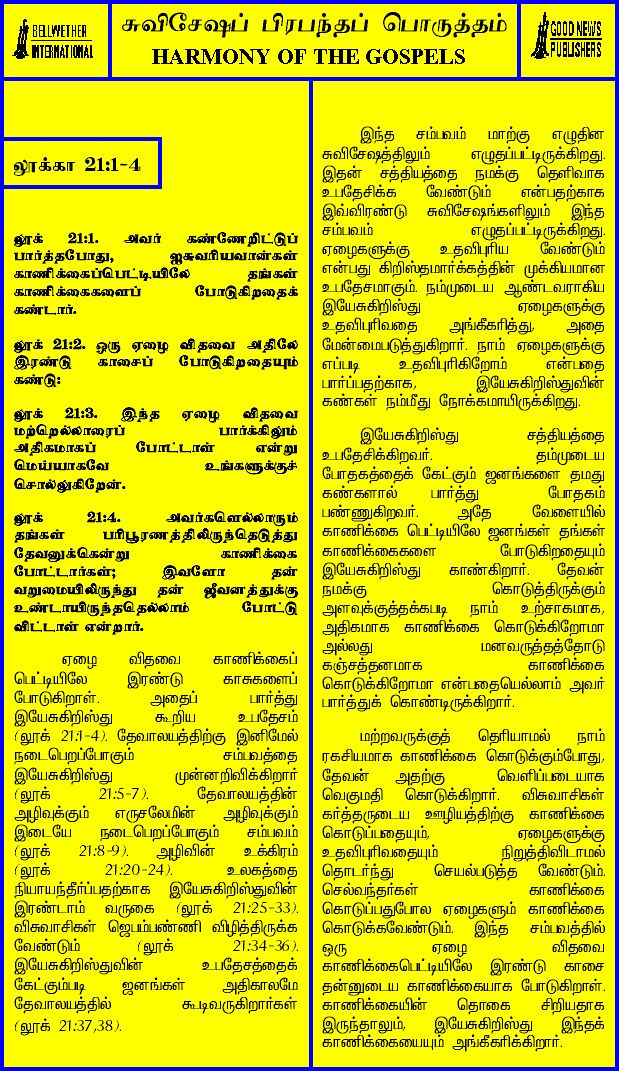 BELLWETHER
INTERNATIONAL
சுவிசேஷப் பிரபந்தப் பொருத்தம்
HARMONY OF THE GOSPELS
GOOD NEWS
PUBLISHERS
லூக்கா 21:1-4
லூக் 21:1. அவர் கண்ணேறிட்டுப்
பார்த்தபோது, ஐசுவரியவான்கள்
காணிக்கைப்பெட்டியிலே தங்கள்
காணிக்கைகளைப் போடுகிறதைக்
கண்டார்.
லூக் 21:2. ஒரு ஏழை விதவை அதிலே
இரண்டு காசைப் போடுகிறதையும்
கண்டு:
லூக் 21:3. இந்த ஏழை விதவை
மற்றெல்லாரைப் பார்க்கிலும்
அதிகமாகப் போட்டாள் என்று
மெய்யாகவே உங்களுக்குச்
சொல்லுகிறேன்.
லூக் 21:4. அவர்களெல்லாரும்
தங்கள் பரிபூரணத்திலிருந்தெடுத்து
தேவனுக்கென்று காணிக்கை
போட்டார்கள்; இவளோ தன்
வறுமையிலிருந்து தன் ஜீவனத்துக்கு
உண்டாயிருந்ததெல்லாம் போட்டு
விட்டாள் என்றார்.
ஏழை விதவை காணிக்கைப்
பெட்டியிலே இரண்டு காசுகளைப்
போடுகிறாள். அதைப் பார்த்து
இயேசுகிறிஸ்து கூறிய உபதேசம்
(லூக் 21:1-4). தேவாலயத்திற்கு இனிமேல்
நடைபெறப்போகும் சம்பவத்தை
இயேசுகிறிஸ்து முன்னறிவிக்கிறார்
(லூக் 21:5-7). தேவாலயத்தின்
அழிவுக்கும் எருசலேமின் அழிவுக்கும்
இடையே நடைபெறப்போகும் சம்பவம்
(லூக் 21:8-9). அழிவின் உக்கிரம்
(லூக் 21:20-24). உலகத்தை
நியாயந்தீர்ப்பதற்காக இயேசுகிறிஸ்துவின்
இரண்டாம் வருகை (லூக் 21:25-33).
விசுவாசிகள் ஜெபம்பண்ணி விழித்திருக்க
வேண்டும் (லூக் 21:34-36).
இயேசுகிறிஸ்துவின் உபதேசத்தைக்
கேட்கும்படி ஜனங்கள் அதிகாலமே
தேவாலயத்தில் கூடிவருகிறார்கள்
(லூக் 21:37,38).
இந்த சம்பவம் மாற்கு எழுதின
சுவிசேஷத்திலும் எழுதப்பட்டிருக்கிறது.
இதன் சத்தியத்தை நமக்கு தெளிவாக
உபதேசிக்க வேண்டும் என்பதற்காக
இவ்விரண்டு சுவிசேஷங்களிலும் இந்த
சம்பவம் எழுதப்பட்டிருக்கிறது.
ஏழைகளுக்கு உதவிபுரிய வேண்டும்
என்பது கிறிஸ்தமார்க்கத்தின் முக்கியமான
உபதேசமாகும். நம்முடைய ஆண்டவராகிய
இயேசுகிறிஸ்து ஏழைகளுக்கு
உதவிபுரிவதை அங்கீகரித்து, அதை
மேன்மைபடுத்துகிறார். நாம் ஏழைகளுக்கு
எப்படி உதவிபுரிகிறோம் என்பதை
பார்ப்பதற்காக, இயேசுகிறிஸ்துவின்
கண்கள் நம்மீது நோக்கமாயிருக்கிறது.
இயேசுகிறிஸ்து சத்தியத்தை
உபதேசிக்கிறவர். தம்முடைய
போதகத்தைக் கேட்கும் ஜனங்களை தமது
கண்களால் பார்த்து போதகம்
பண்ணுகிறவர். அதே வேளையில்
காணிக்கை பெட்டியிலே ஜனங்கள் தங்கள்
காணிக்கைகளை போடுகிறதையும்
இயேசுகிறிஸ்து காண்கிறார். தேவன்
நமக்கு கொடுத்திருக்கும்
அளவுக்குத்தக்கபடி நாம் உற்சாகமாக,
அதிகமாக காணிக்கை கொடுக்கிறோமா
அல்லது மனவருத்தத்தோடு
கஞ்சத்தனமாக காணிக்கை
கொடுக்கிறோமா என்பதையெல்லாம் அவர்
பார்த்துக் கொண்டிருக்கிறார்.
மற்றவருக்குத் தெரியாமல் நாம்
ரகசியமாக காணிக்கை கொடுக்கும்போது,
தேவன் அதற்கு வெளிப்படையாக
வெகுமதி கொடுக்கிறார். விசுவாசிகள்
கர்த்தருடைய ஊழியத்திற்கு காணிக்கை
கொடுப்பதையும், ஏழைகளுக்கு
உதவிபுரிவதையும் நிறுத்திவிடாமல்
தொடர்ந்து செயல்படுத்த வேண்டும்.
செல்வந்தர்கள் காணிக்கை
கொடுப்பதுபோல ஏழைகளும் காணிக்கை
கொடுக்கவேண்டும். இந்த சம்பவத்தில்
ஒரு ஏழை விதவை
காணிக்கைபெட்டியிலே இரண்டு காசை
தன்னுடைய காணிக்கையாக போடுகிறாள்.
காணிக்கையின் தொகை சிறியதாக
இருந்தாலும், இயேசுகிறிஸ்து இந்தக்
காணிக்கையையும் அங்கீகரிக்கிறார்.